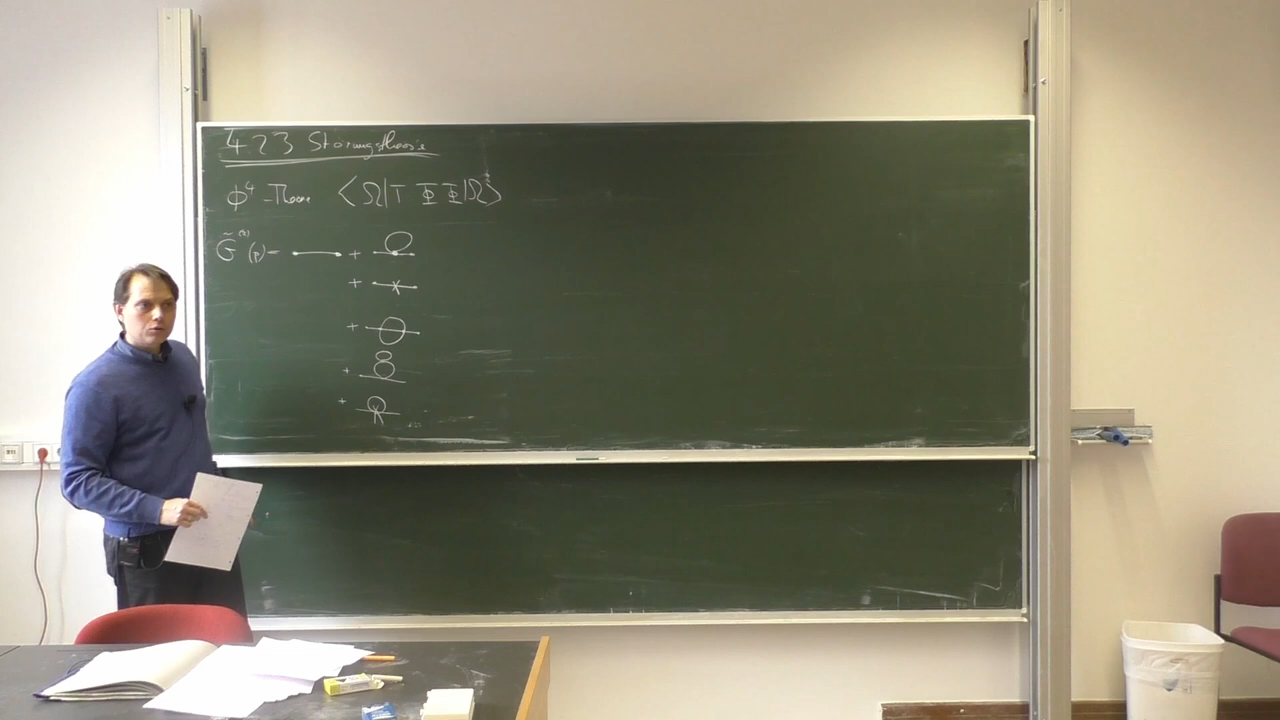 4.2.3 Störungstheorie
ϕ⁴-Theorie ⟨Ω|T Φ Φ|Ω⟩
G̃⁽²⁾(p) = +
+
+
+
+